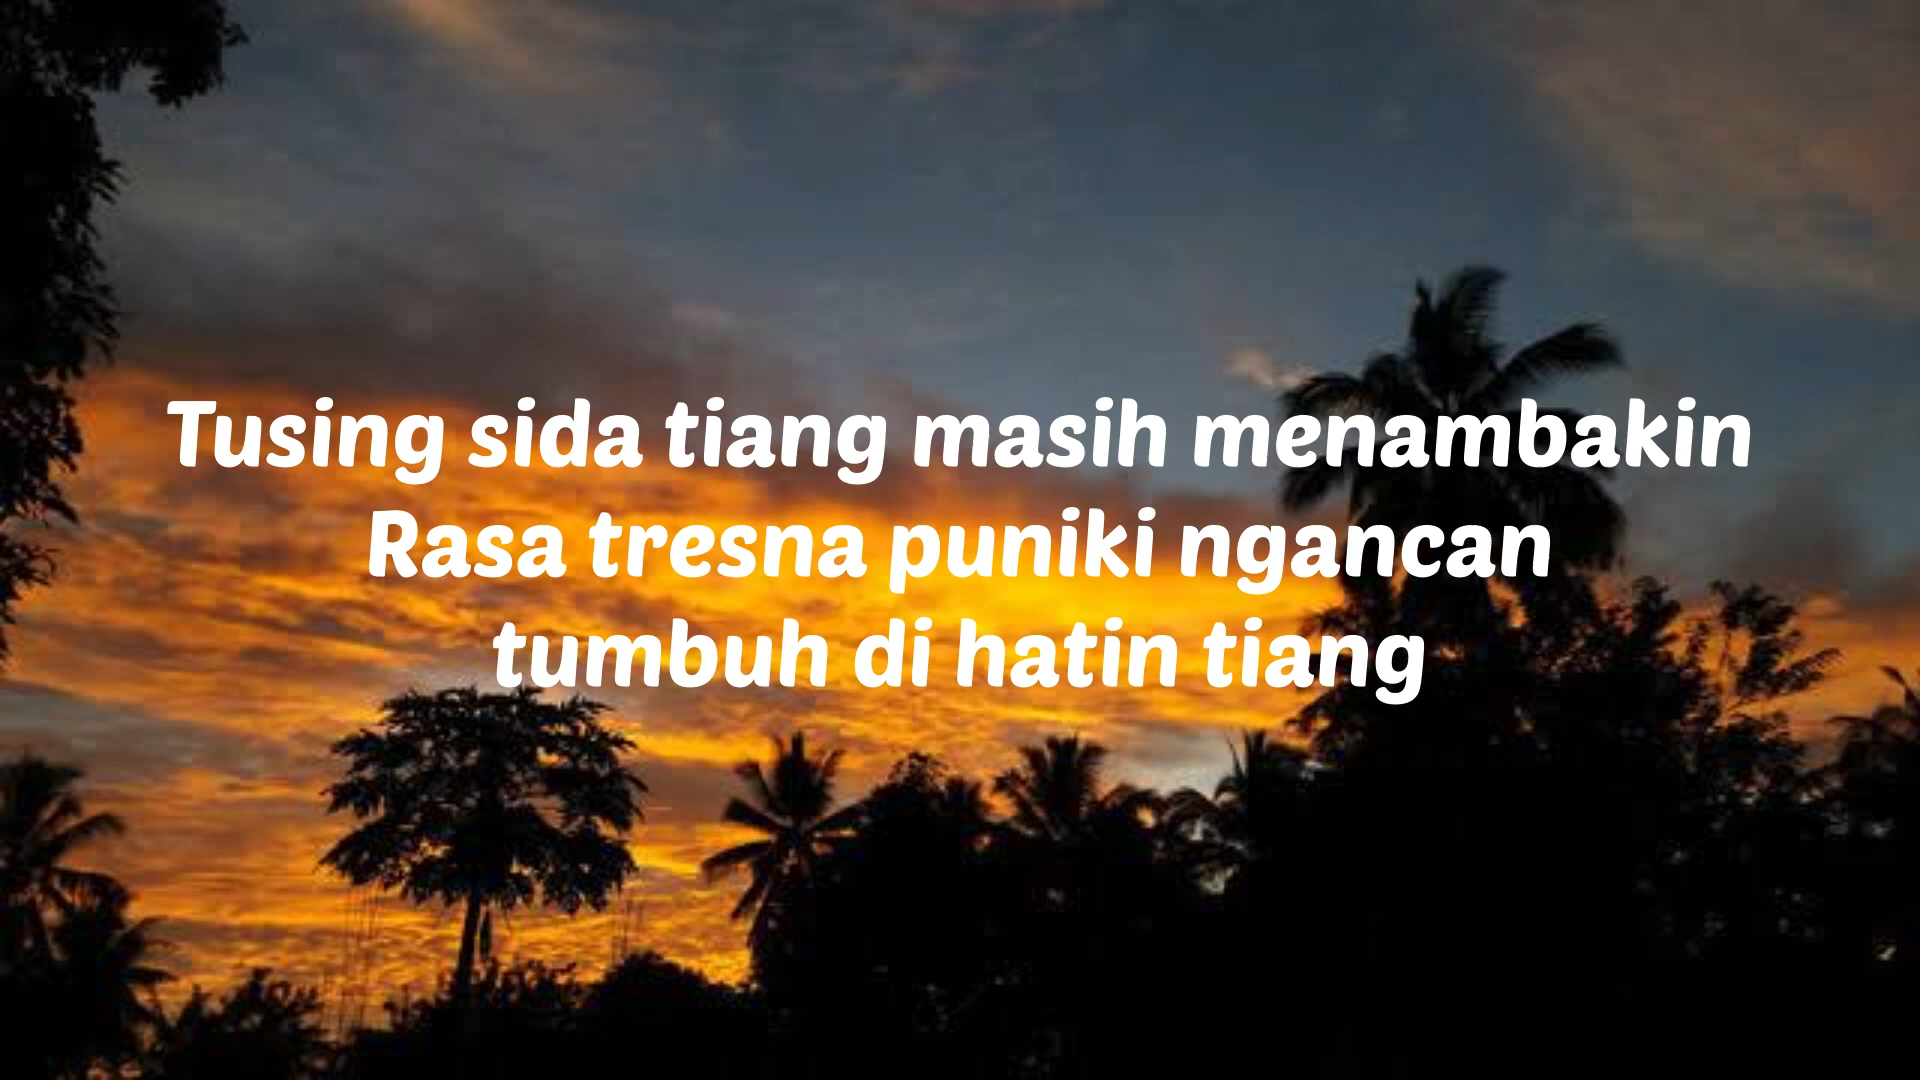 Tusing sida tiang masih menambakin
Rasa tresna puniki ngancan
tumbuh di hatin tiang